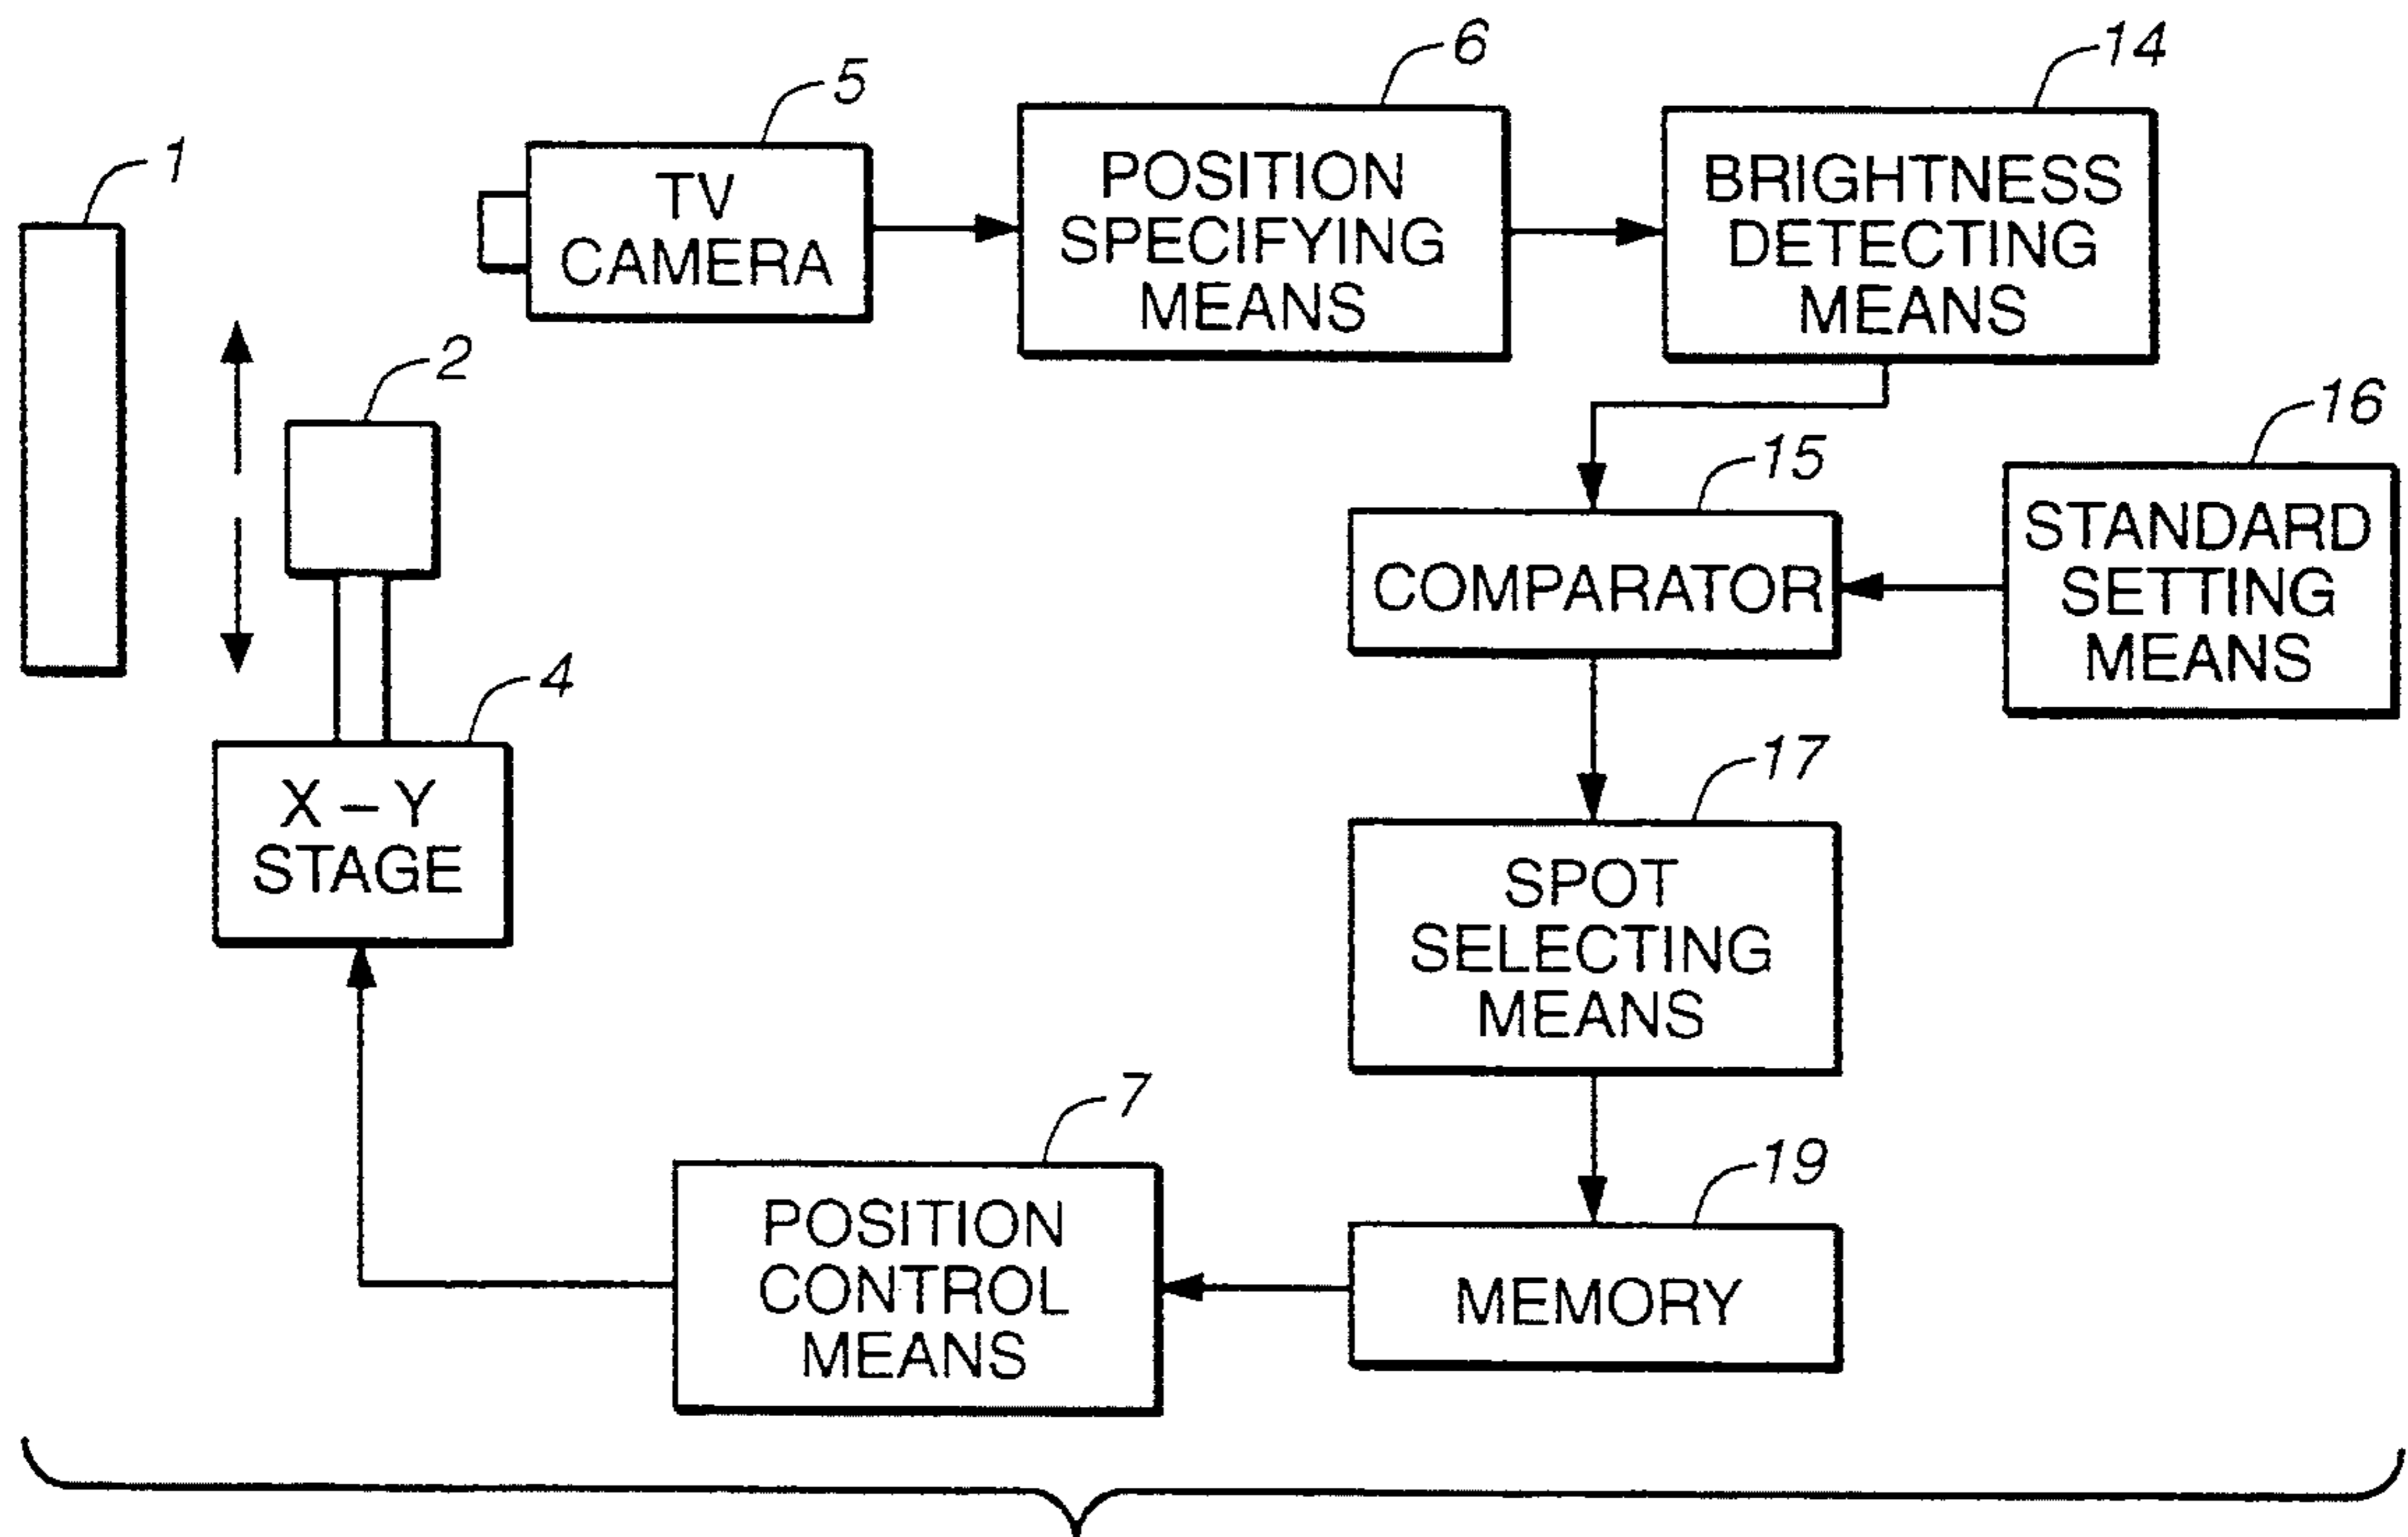 1
5
TV
CAMERA
6
POSITION
SPECIFYING
MEANS
14
BRIGHTNESS
DETECTING
MEANS
2
15
COMPARATOR
16
STANDARD
SETTING
MEANS
4
X – Y
STAGE
17
SPOT
SELECTING
MEANS
7
POSITION
CONTROL
MEANS
19
MEMORY